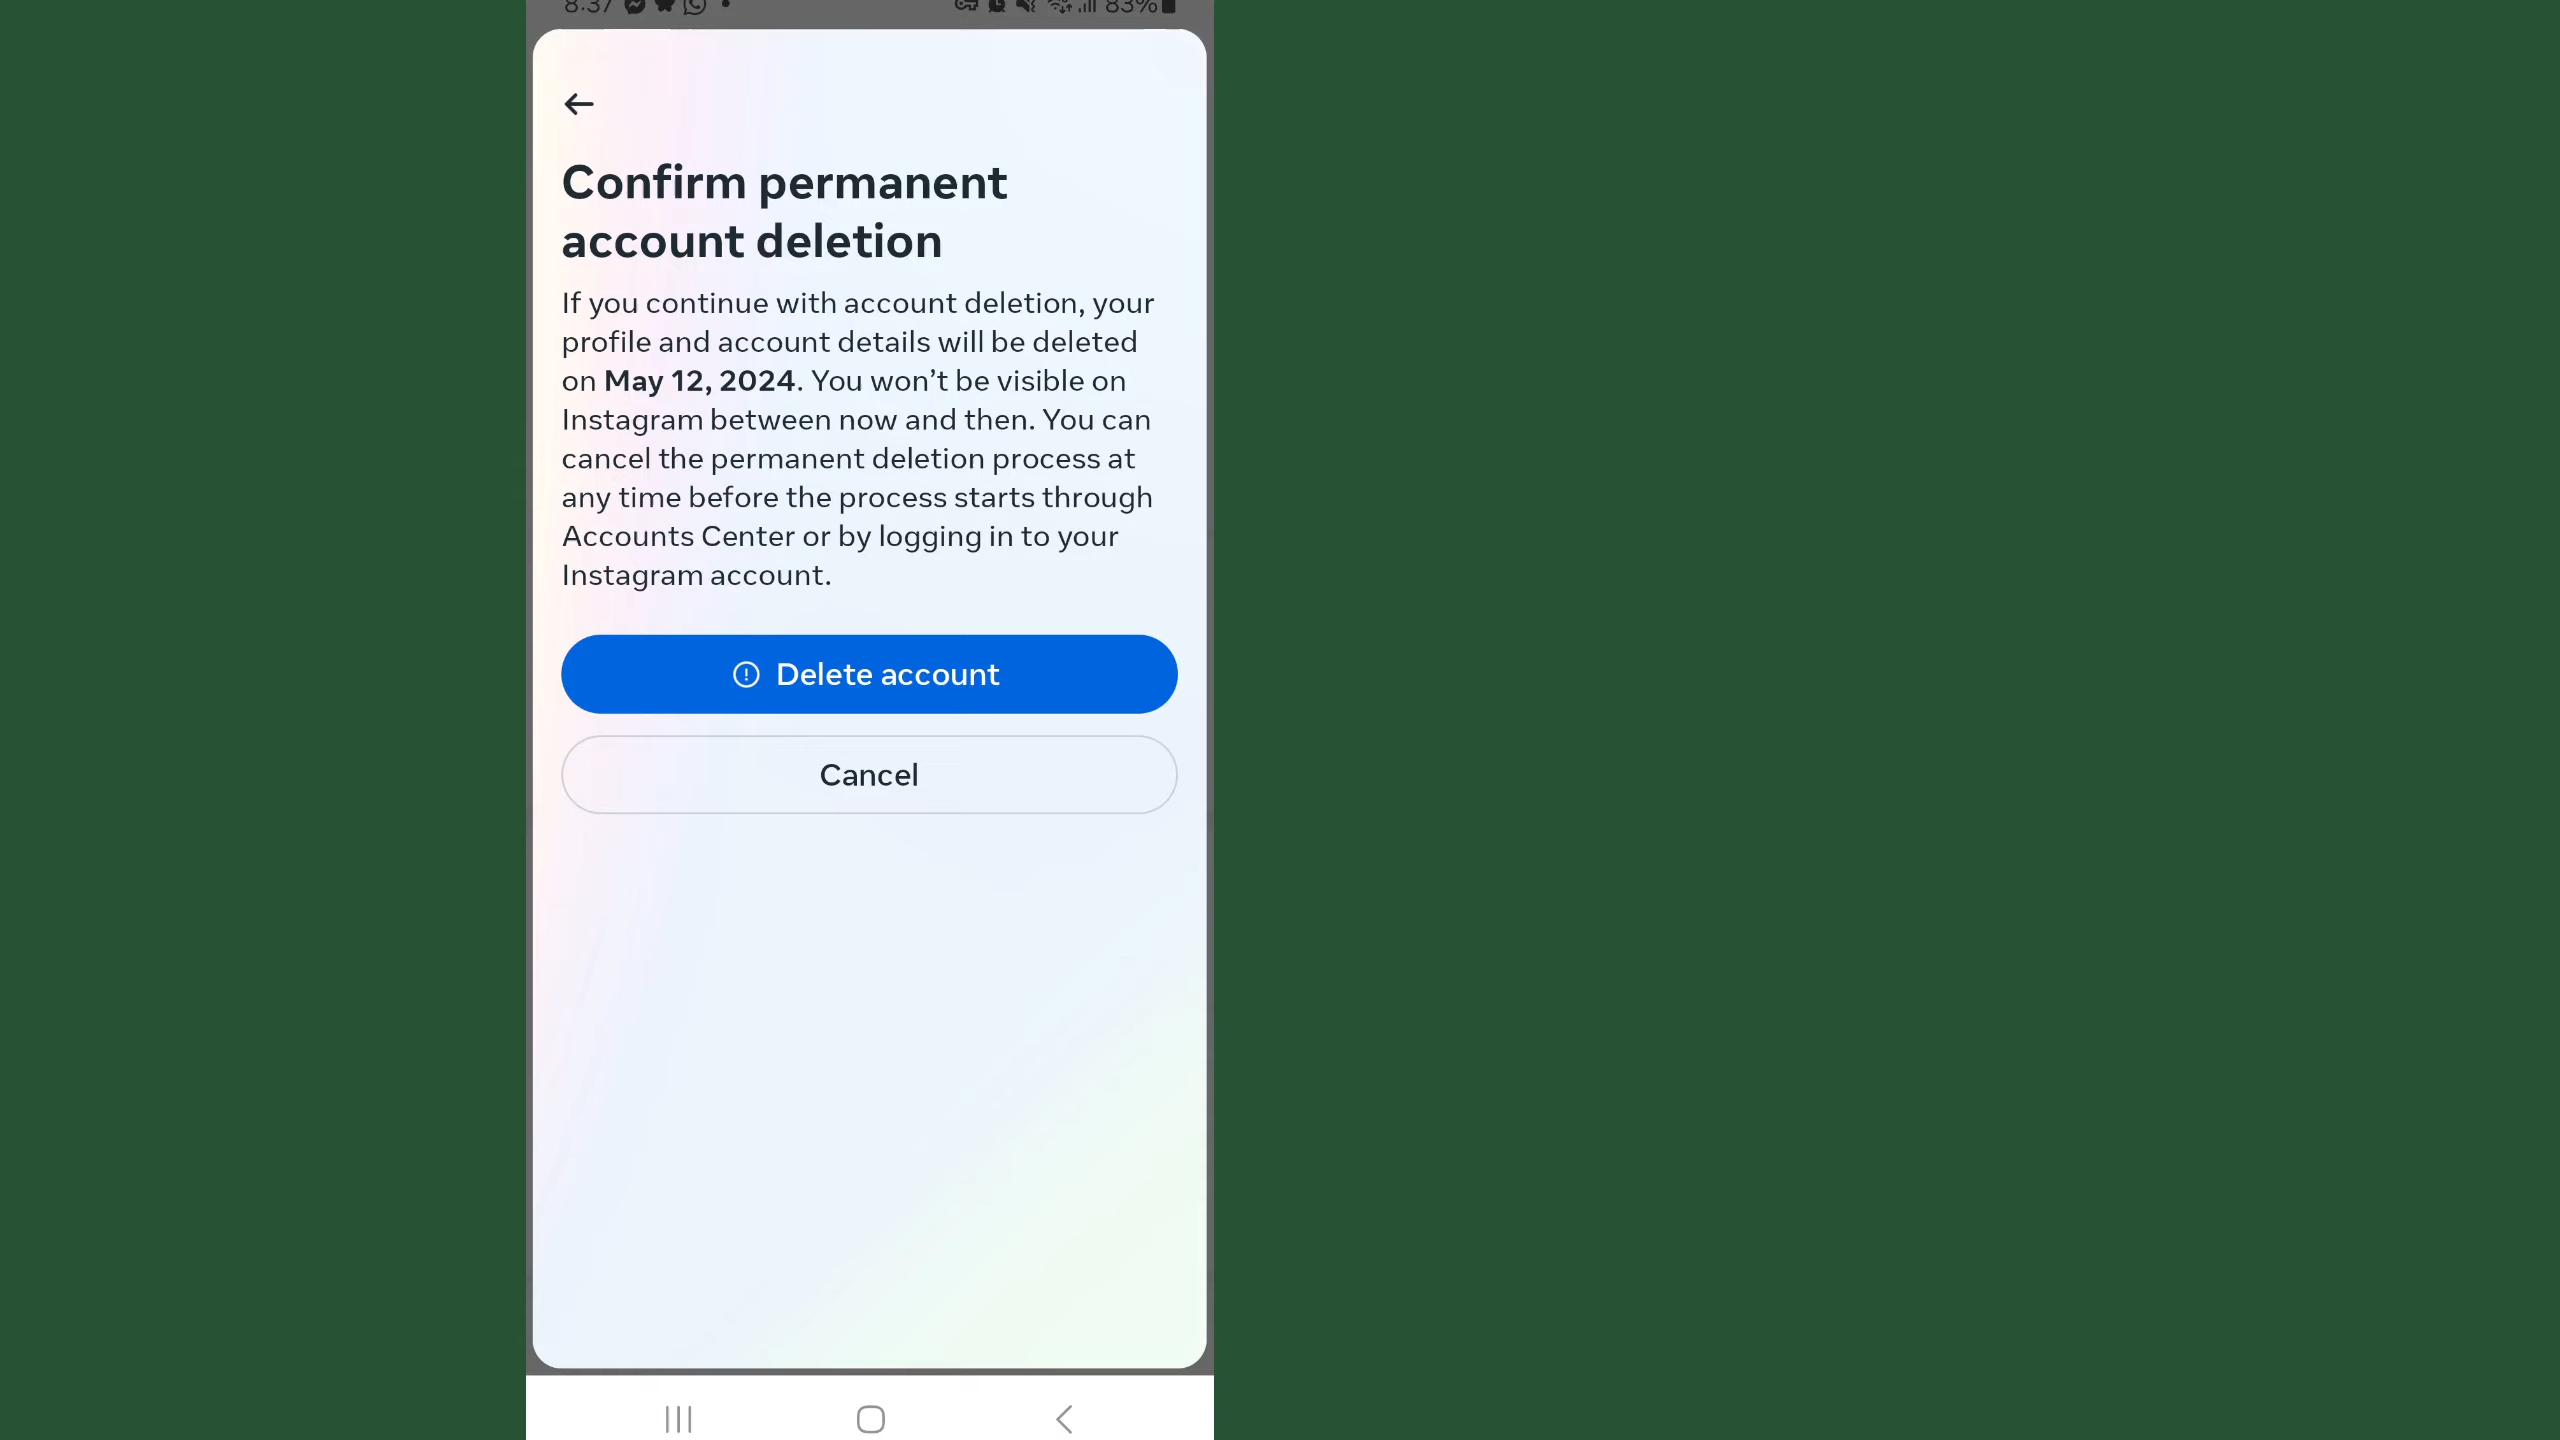 8:37 83%
Confirm permanent
account deletion
If you continue with account deletion, your
profile and account details will be deleted
on May 12, 2024. You won’t be visible on
Instagram between now and then. You can
cancel the permanent deletion process at
any time before the process starts through
Accounts Center or by logging in to your
Instagram account.
Delete account
Cancel